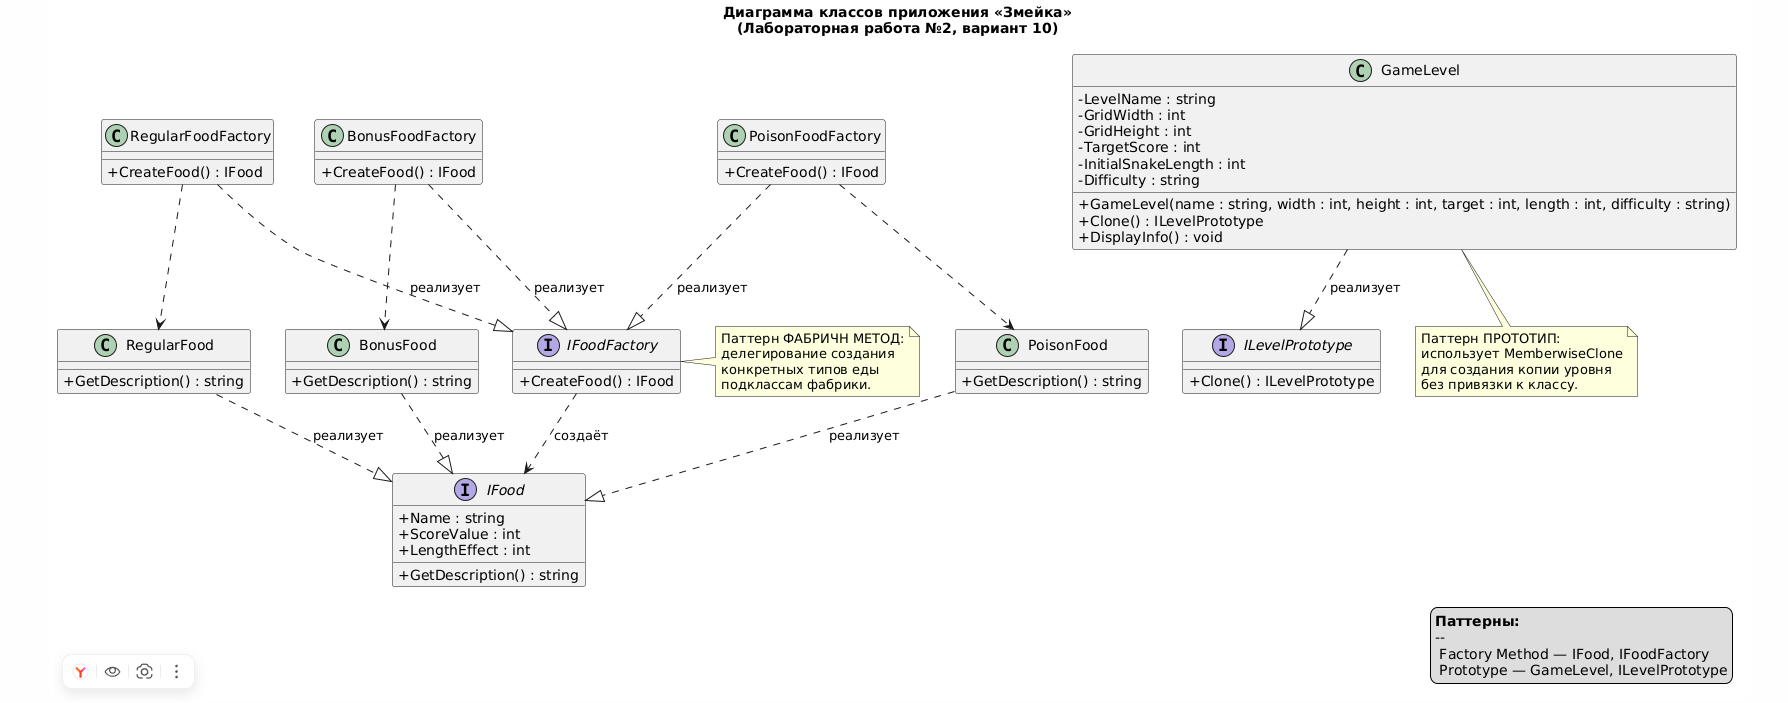 Диаграмма классов приложения «Змейка»
(Лабораторная работа №2, вариант 10)
C GameLevel
-LevelName : string
-GridWidth : int
-GridHeight : int
-TargetScore : int
-InitialSnakeLength : int
-Difficulty : string
+GameLevel(name : string, width : int, height : int, target : int, length : int, difficulty : string)
+Clone() : ILevelPrototype
+DisplayInfo() : void
C RegularFoodFactory
+CreateFood() : IFood
C BonusFoodFactory
+CreateFood() : IFood
C PoisonFoodFactory
+CreateFood() : IFood
реализует
реализует
реализует
реализует
C RegularFood
+GetDescription() : string
C BonusFood
+GetDescription() : string
I IFoodFactory
+CreateFood() : IFood
Паттерн ФАБРИЧН МЕТОД:
делегирование создания
конкретных типов еды
подклассам фабрики.
C PoisonFood
+GetDescription() : string
I ILevelPrototype
+Clone() : ILevelPrototype
Паттерн ПРОТОТИП:
использует MemberwiseClone
для создания копии уровня
без привязки к классу.
реализует
реализует
создаёт
реализует
I IFood
+Name : string
+ScoreValue : int
+LengthEffect : int
+GetDescription() : string
Паттерны:
--
Factory Method — IFood, IFoodFactory
Prototype — GameLevel, ILevelPrototype